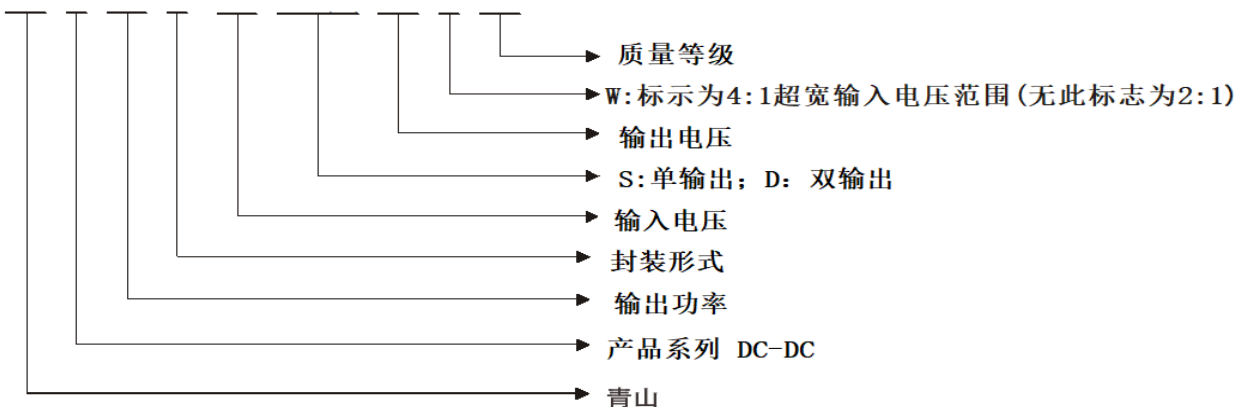 质量等级
W:标示为4:1超宽输入电压范围(无此标志为2:1)
输出电压
S:单输出；D：双输出
输入电压
封装形式
输出功率
产品系列 DC-DC
青山